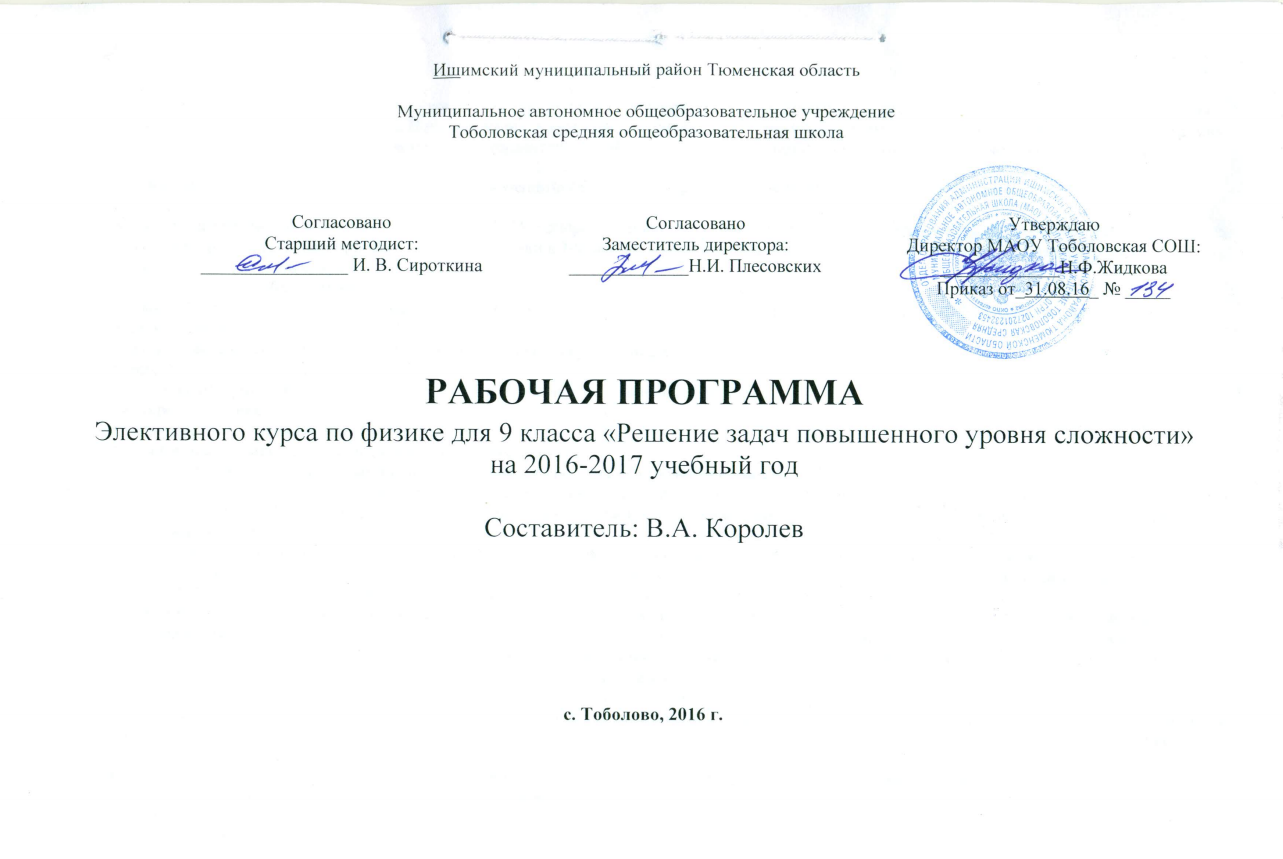 Ишимский муниципальный район Тюменская область
Муниципальное автономное общеобразовательное учреждение
Тоболовская средняя общеобразовательная школа
Согласовано
Старший методист:
И. В. Сироткина
Согласовано
Заместитель директора:
Н.И. Плесовских
Утверждаю
Директор МАОУ Тоболовская СОШ:
Н.Ф.Жидкова
Приказ от 31.08.16 № 134
РАБОЧАЯ ПРОГРАММА
Элективного курса по физике для 9 класса «Решение задач повышенного уровня сложности»
на 2016-2017 учебный год
Составитель: В.А. Королев
с. Тоболово, 2016 г.